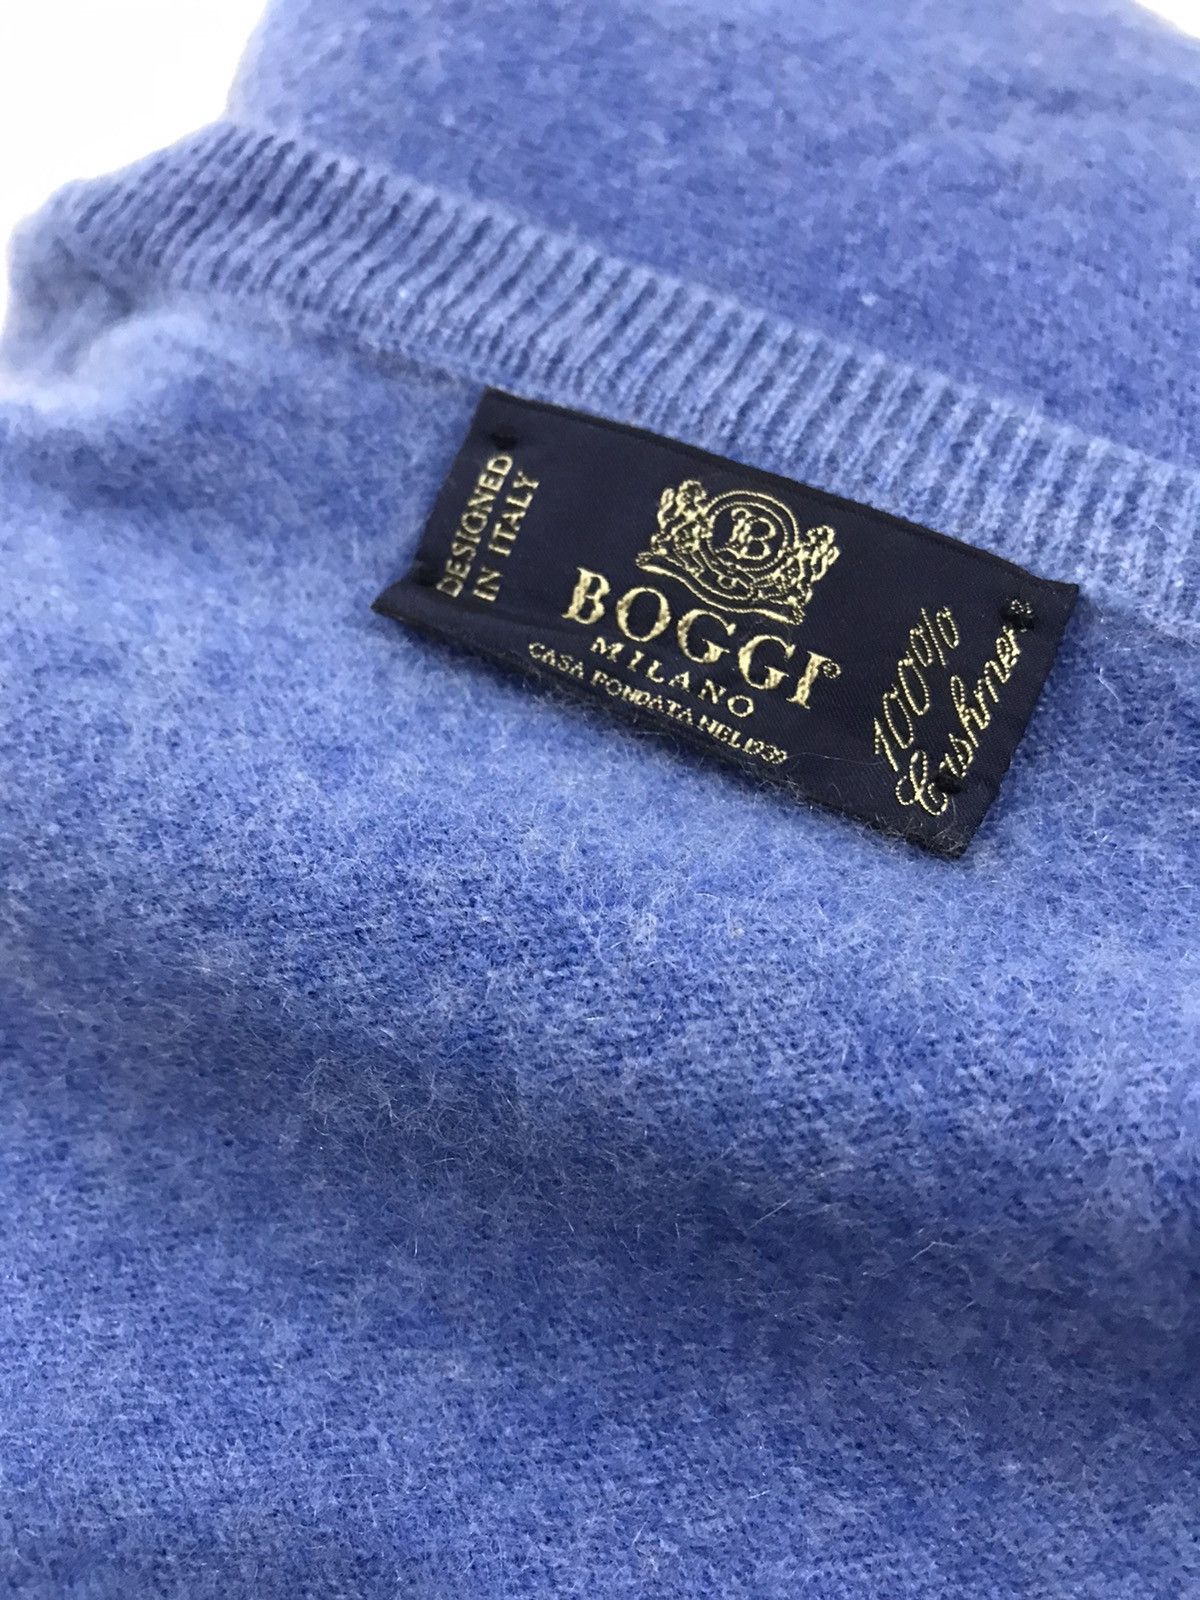 DESIGNED
IN ITALY
B
BOGGI®
MILANO
CASA FONDATA NEL 1939
100%
Cashmere